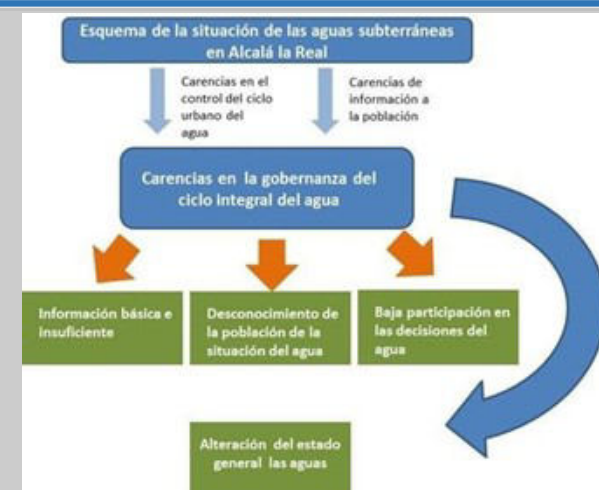 Esquema de la situación de las aguas subterráneas
en Alcalá la Real
Carencias en el
control del ciclo
urbano del
agua
Carencias de
información a
la población
Carencias en la gobernanza del
ciclo integral del agua
Información básica e
insuficiente
Desconocimiento de
la población de la
situación del agua
Baja participación en
las decisiones del
agua
Alteración del estado
general las aguas